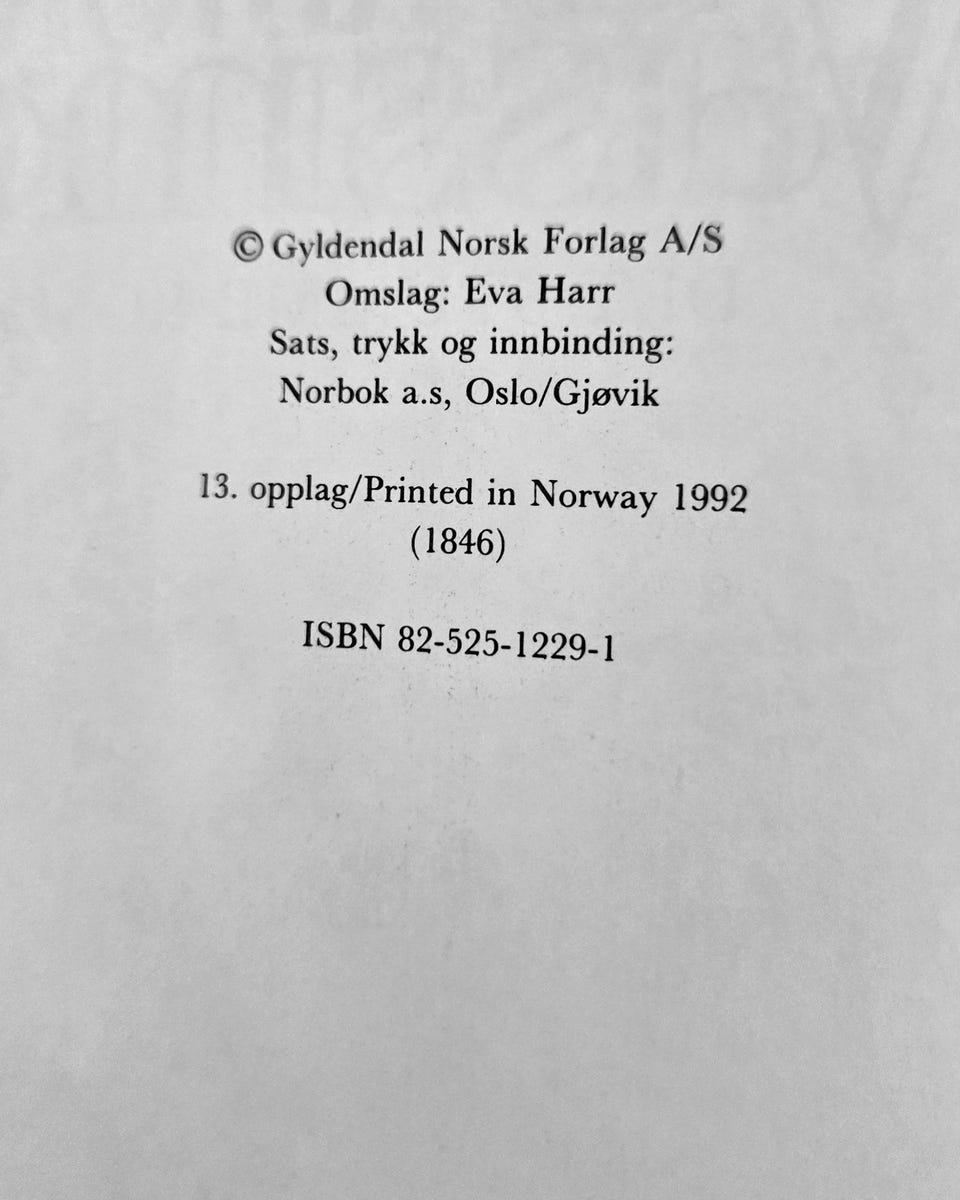 © Gyldendal Norsk Forlag A/S
Omslag: Eva Harr
Sats, trykk og innbinding:
Norbok a.s, Oslo/Gjøvik
13. opplag/Printed in Norway 1992
(1846)
ISBN 82-525-1229-1